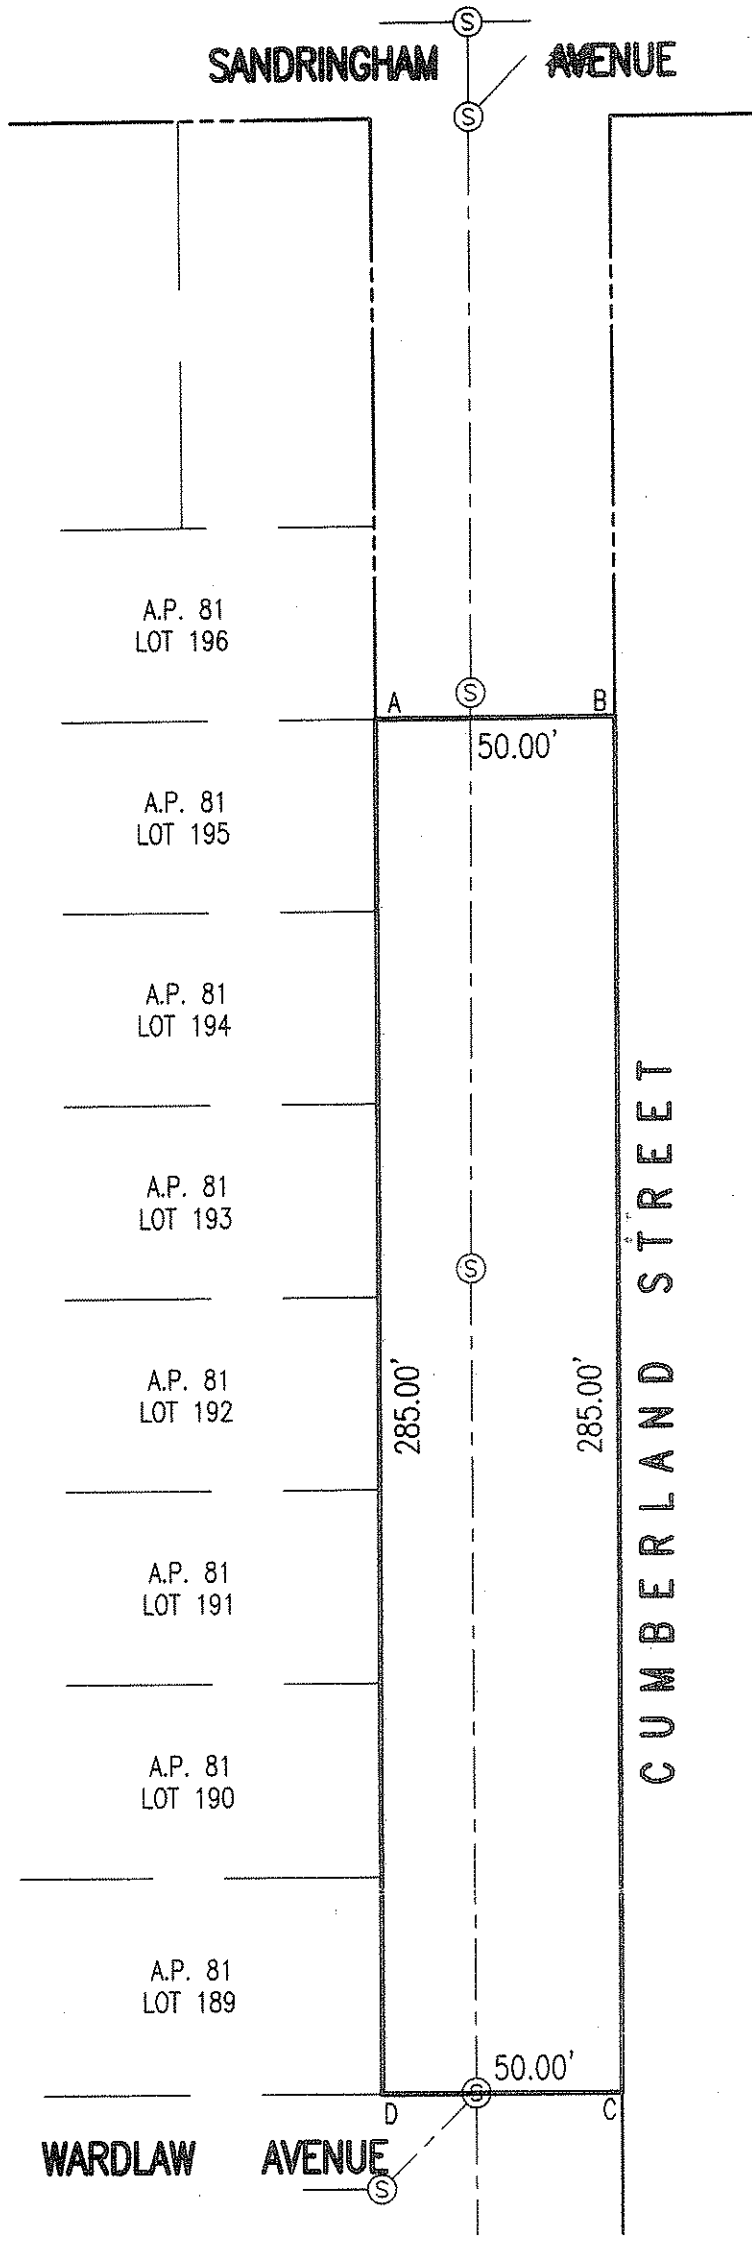 S
SANDRINGHAM AVENUE
S
A.P. 81
LOT 196
S
A B
50.00'
A.P. 81
LOT 195
A.P. 81
LOT 194
A.P. 81
LOT 193
S
CUMBERLAND STREET
285.00'
285.00'
A.P. 81
LOT 192
A.P. 81
LOT 191
A.P. 81
LOT 190
A.P. 81
LOT 189
50.00'
S
D C
WARDLAW AVENUE
S